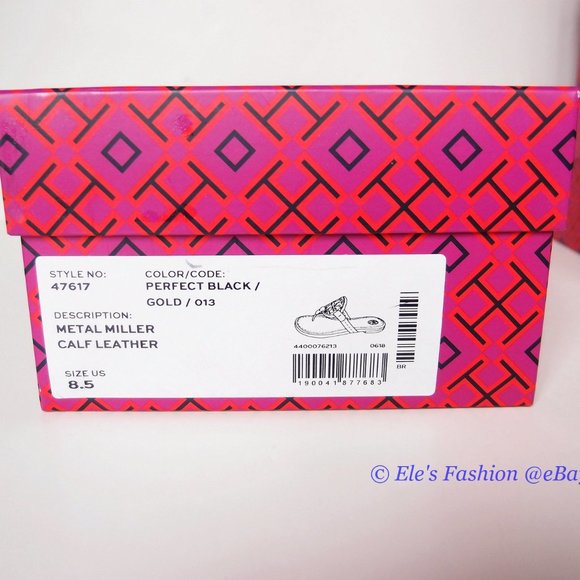 STYLE NO:
47617
COLOR/CODE:
PERFECT BLACK /
GOLD / 013
DESCRIPTION:
METAL MILLER
CALF LEATHER
SIZE US
8.5
4400076213 0618
190041877683
BR
© Ele's Fashion @eBay